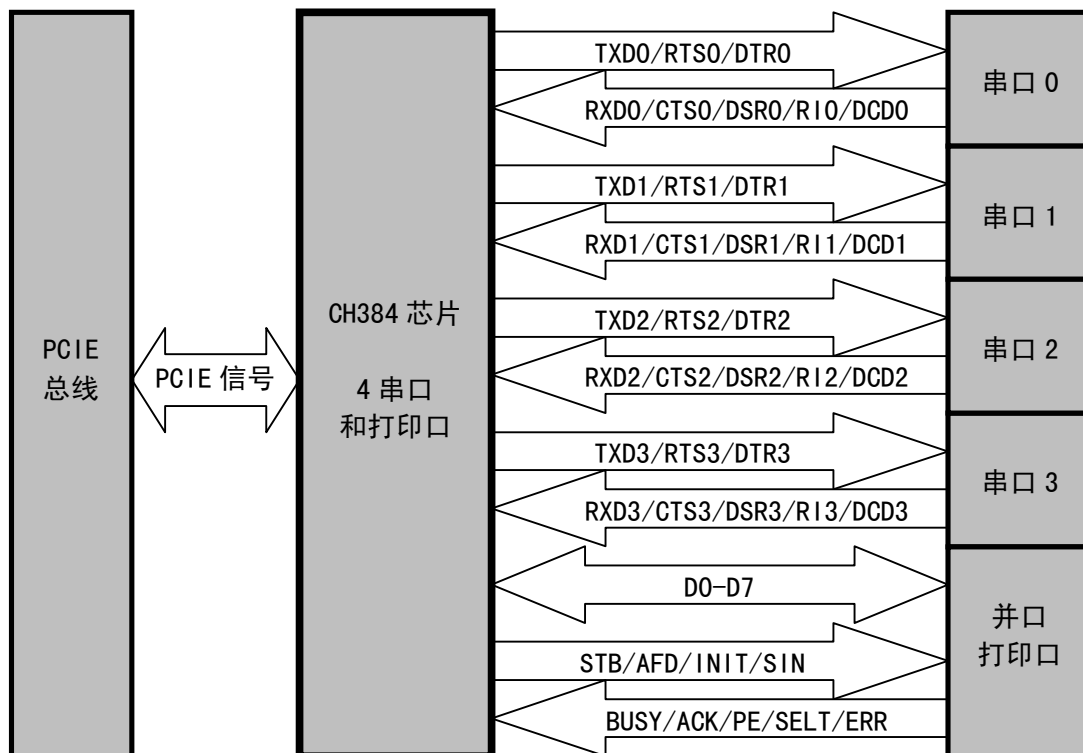 PCIE
总线
PCIE 信号
CH384 芯片
4 串口
和打印口
TXD0/RTS0/DTR0
RXD0/CTS0/DSR0/RI0/DCD0
串口 0
TXD1/RTS1/DTR1
RXD1/CTS1/DSR1/RI1/DCD1
串口 1
TXD2/RTS2/DTR2
RXD2/CTS2/DSR2/RI2/DCD2
串口 2
TXD3/RTS3/DTR3
RXD3/CTS3/DSR3/RI3/DCD3
串口 3
D0-D7
STB/AFD/INIT/SIN
BUSY/ACK/PE/SELT/ERR
并口
打印口